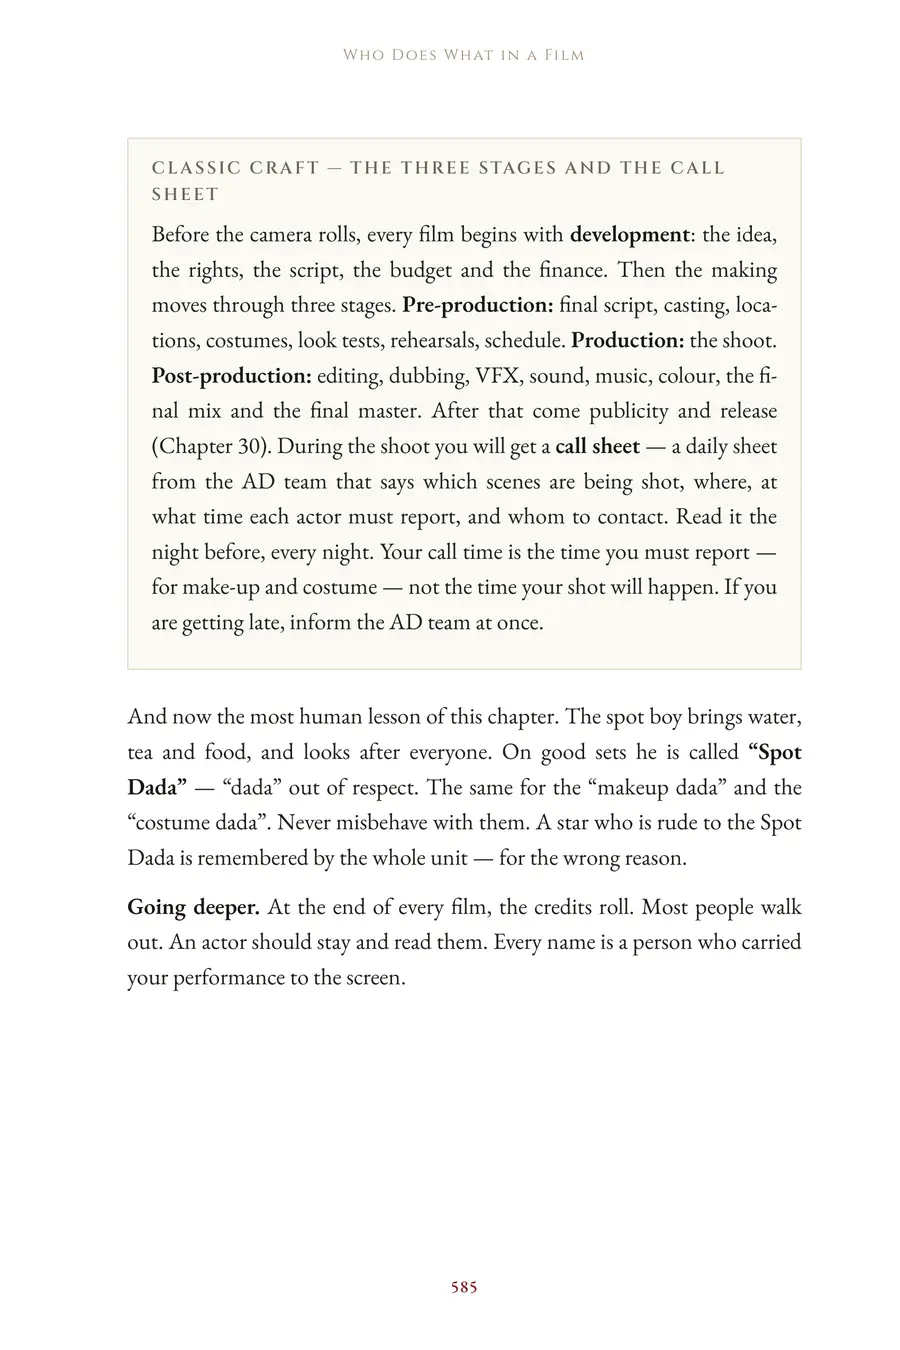 Who Does What in a Film
CLASSIC CRAFT — THE THREE STAGES AND THE CALL
SHEET
Before the camera rolls, every film begins with development: the idea,
the rights, the script, the budget and the finance. Then the making
moves through three stages. Pre-production: final script, casting, loca-
tions, costumes, look tests, rehearsals, schedule. Production: the shoot.
Post-production: editing, dubbing, VFX, sound, music, colour, the fi-
nal mix and the final master. After that come publicity and release
(Chapter 30). During the shoot you will get a call sheet — a daily sheet
from the AD team that says which scenes are being shot, where, at
what time each actor must report, and whom to contact. Read it the
night before, every night. Your call time is the time you must report —
for make-up and costume — not the time your shot will happen. If you
are getting late, inform the AD team at once.
And now the most human lesson of this chapter. The spot boy brings water,
tea and food, and looks after everyone. On good sets he is called “Spot
Dada” — “dada” out of respect. The same for the “makeup dada” and the
“costume dada”. Never misbehave with them. A star who is rude to the Spot
Dada is remembered by the whole unit — for the wrong reason.
Going deeper. At the end of every film, the credits roll. Most people walk
out. An actor should stay and read them. Every name is a person who carried
your performance to the screen.
585